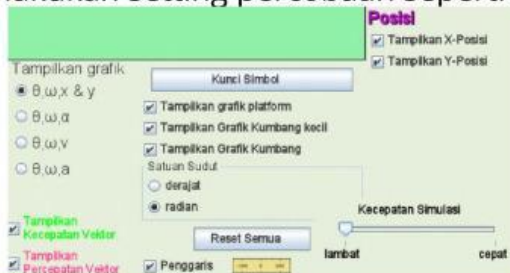 Posisi
Tampilkan X-Posisi
Tampilkan Y-Posisi
Tampilkan grafik
θ,ω,x & y
θ,ω,α
θ,ω,v
θ,ω,a
Kunci Simbol
Tampilkan grafik platform
Tampilkan Grafik Kumbang kecil
Tampilkan Grafik Kumbang
Satuan Sudut
derajat
radian
Kecepatan Simulasi
lambat cepat
Tampilkan
Kecepatan Vektor
Tampilkan
Percepatan Vektor
Reset Semua
Penggaris